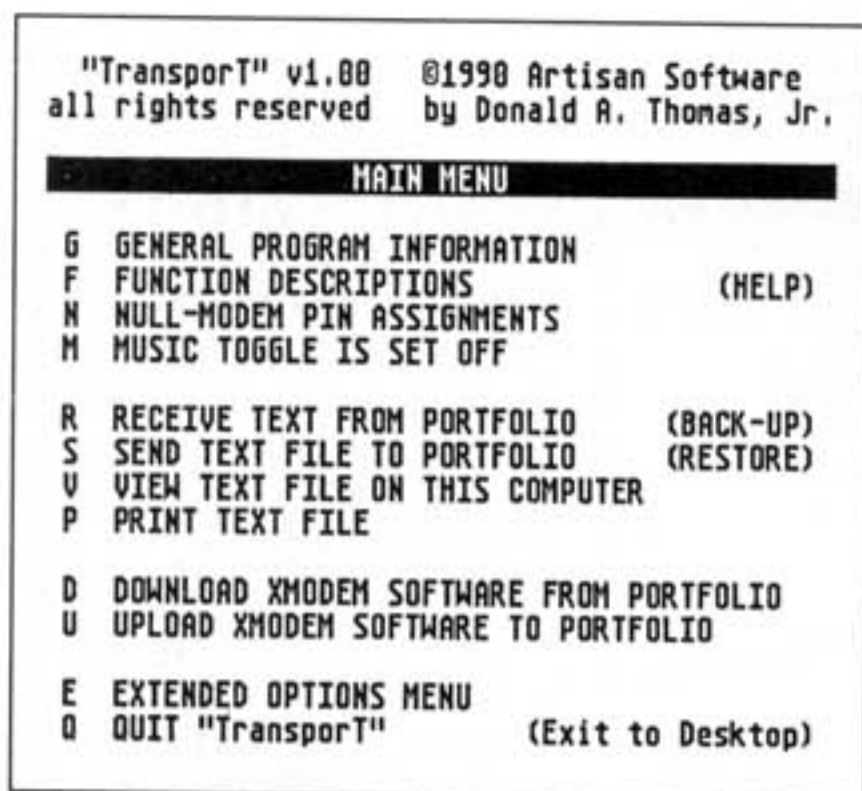 "TransporT" v1.00 ©1990 Artisan Software
all rights reserved by Donald A. Thomas, Jr.
MAIN MENU
G GENERAL PROGRAM INFORMATION
F FUNCTION DESCRIPTIONS (HELP)
N NULL-MODEM PIN ASSIGNMENTS
M MUSIC TOGGLE IS SET OFF
R RECEIVE TEXT FROM PORTFOLIO (BACK-UP)
S SEND TEXT FILE TO PORTFOLIO (RESTORE)
V VIEW TEXT FILE ON THIS COMPUTER
P PRINT TEXT FILE
D DOWNLOAD XMODEM SOFTWARE FROM PORTFOLIO
U UPLOAD XMODEM SOFTWARE TO PORTFOLIO
E EXTENDED OPTIONS MENU
Q QUIT "TransporT" (Exit to Desktop)